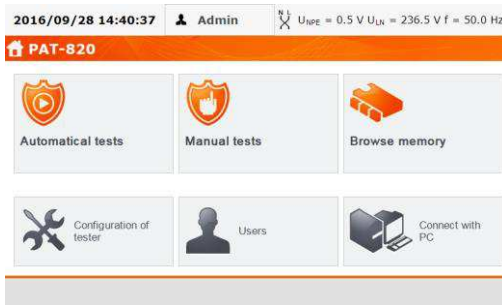 2016/09/28 14:40:37 Admin N L UNPE = 0.5 V ULN = 236.5 V f = 50.0 Hz
PAT-820
Automatical tests Manual tests Browse memory
Configuration of tester Users Connect with PC